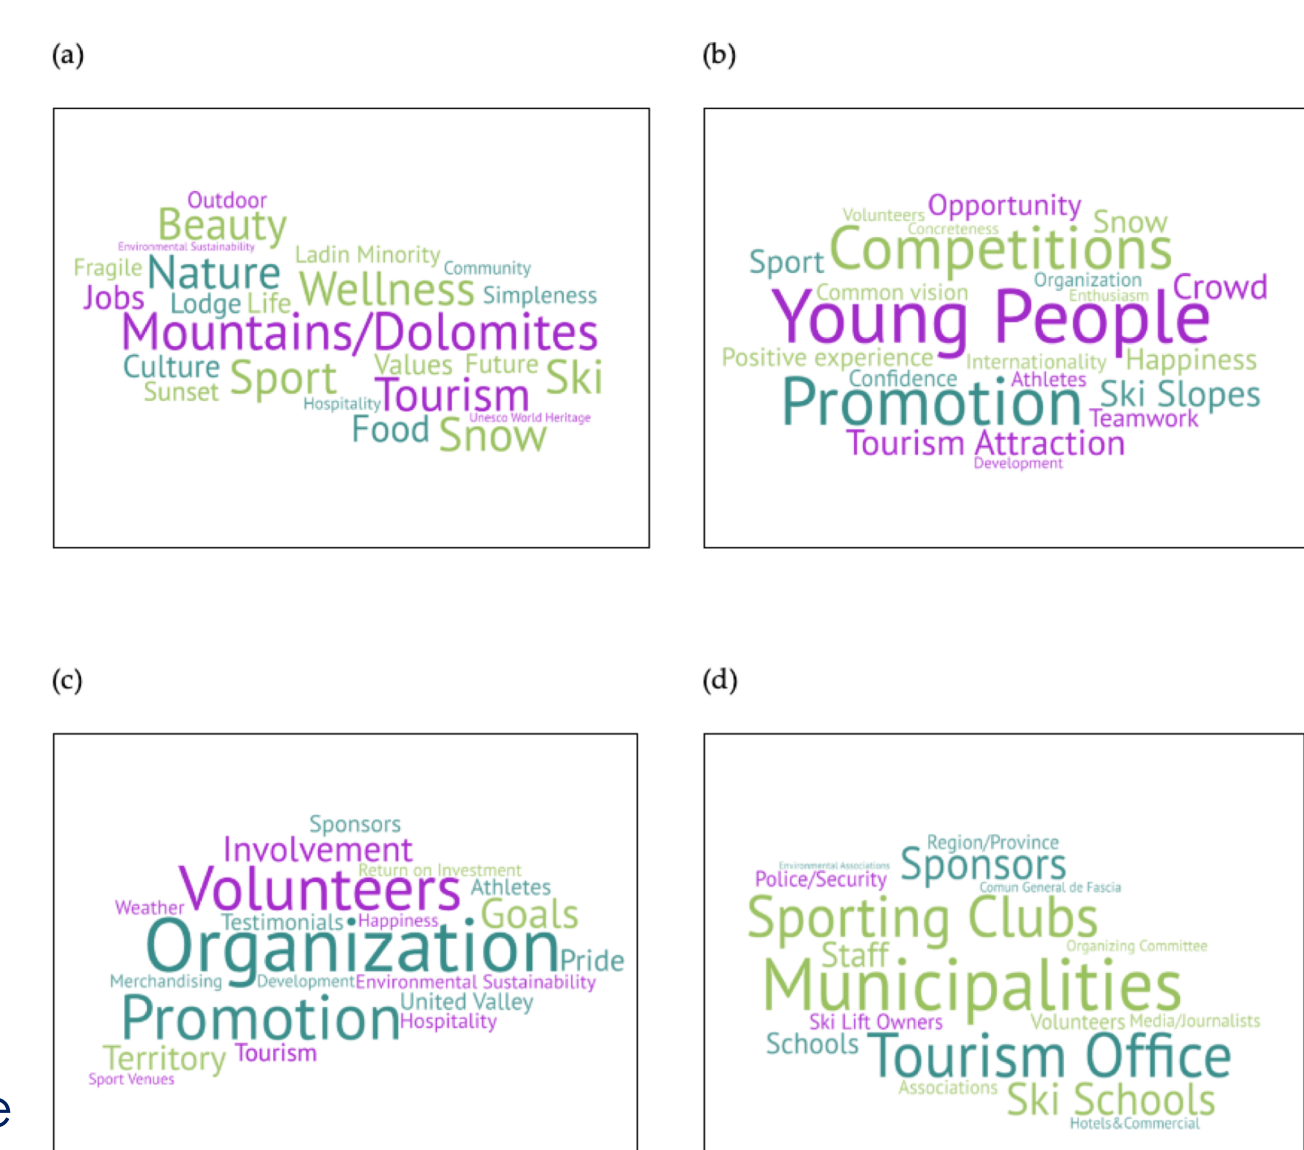 (a)
Outdoor
Beauty
Environmental Sustainability
Ladin Minority
Fragile Nature Community
Wellness Simpleness
Jobs Lodge Life
Mountains/Dolomites
Culture Values Future
Sunset Sport Ski
Hospitality Tourism
Unesco World Heritage
Food Snow
(b)
Opportunity
Volunteers Snow
Concreteness
Competitions
Sport Organization
Common vision Enthusiasm Crowd
Young People
Positive experience Internationality Happiness
Confidence Athletes
Promotion Ski Slopes
Teamwork
Tourism Attraction
Development
(c)
Sponsors
Involvement
Return on Investment
Volunteers Athletes
Weather Testimonials Happiness Goals
Organization Pride
Merchandising Development Environmental Sustainability
United Valley
Promotion Hospitality
Territory Tourism
Sport Venues
(d)
Region/Province
Environmental Associations Sponsors
Police/Security Comun General de Fascia
Sporting Clubs
Staff Organizing Committee
Municipalities
Ski Lift Owners Volunteers Media/Journalists
Schools Tourism Office
Associations Ski Schools
Hotels&Commercial
e